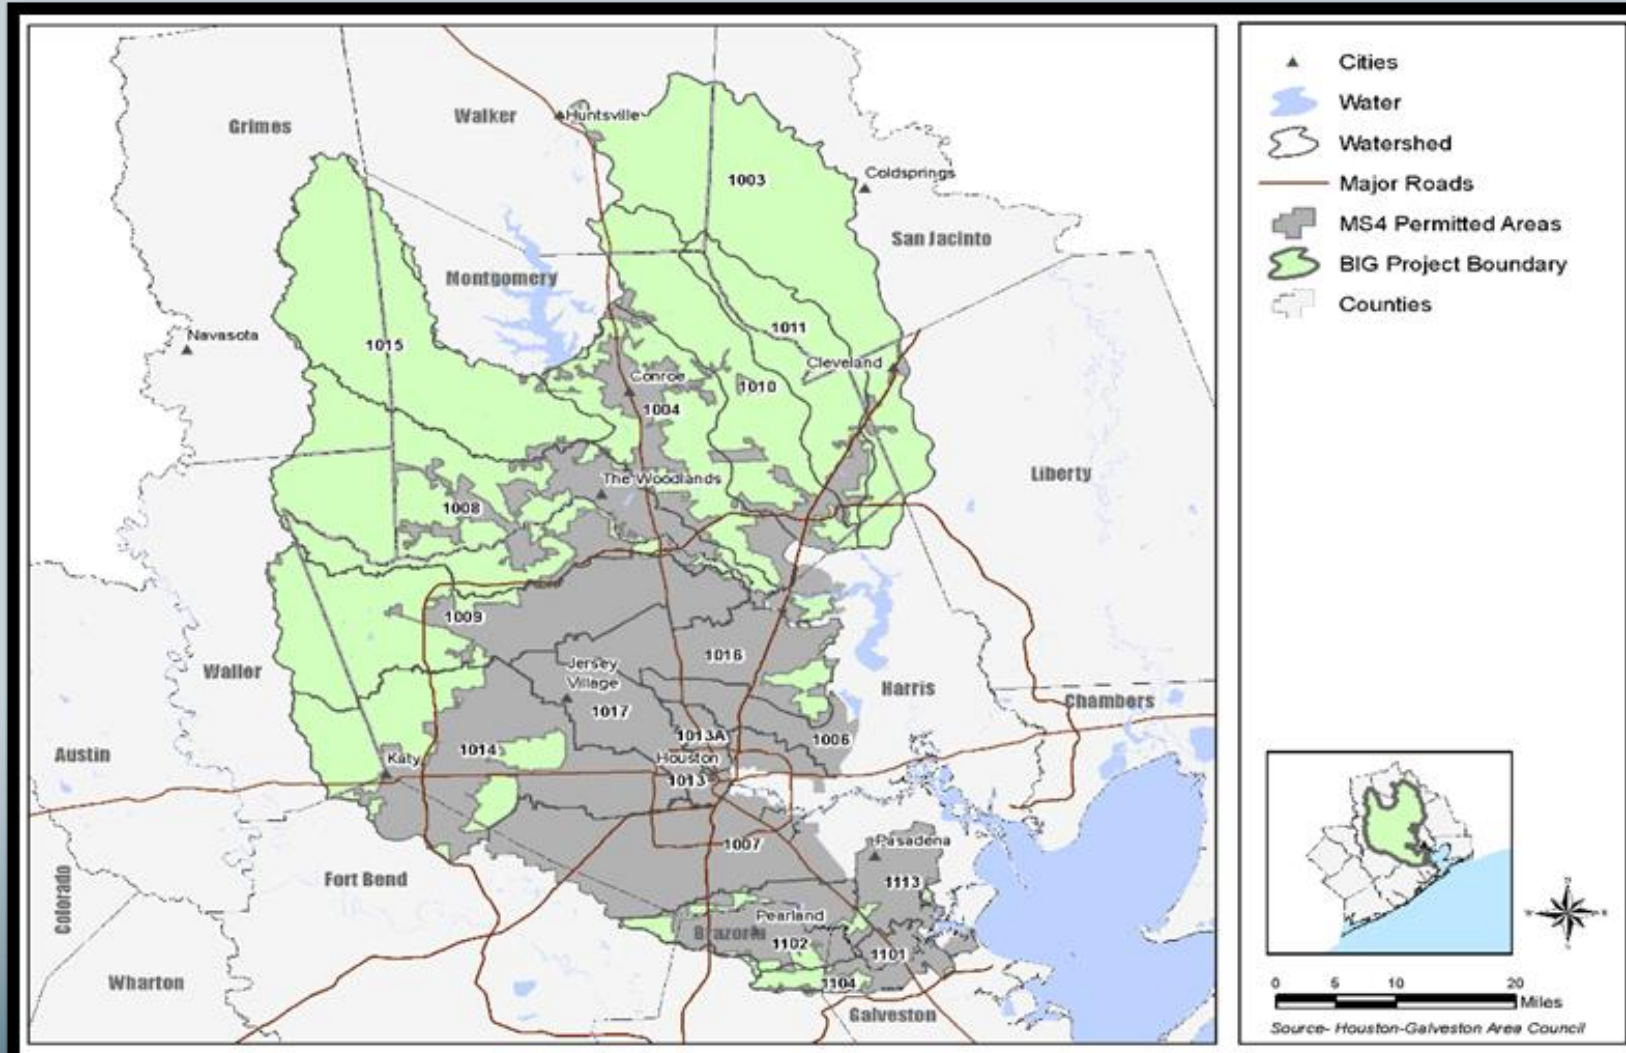 Grimes
Walker
Huntsville
1003
Coldsprings
San Jacinto
Montgomery
Navasota
1015
1011
Cleveland
1010
Conroe
1004
Liberty
The Woodlands
1008
1009
1016
Jersey
Village
Waller
Harris
Chambers
1017
1013A
1006
Austin
1014
Katy
Houston
1013
1007
Pasadena
Fort Bend
1113
Colorado
Pearland
Brazoria
1102
1101
Wharton
1104
Galveston
Cities
Water
Watershed
Major Roads
MS4 Permitted Areas
BIG Project Boundary
Counties
N
W
E
S
0 5 10 20
Miles
Source- Houston-Galveston Area Council